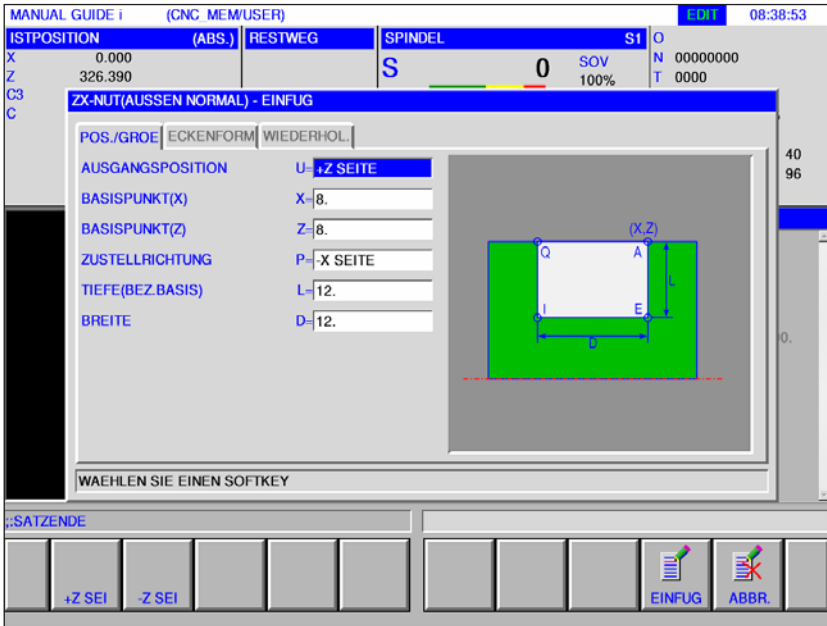 MANUAL GUIDE i (CNC_MEM/USER) EDIT 08:38:53
ISTPOSITION (ABS.) RESTWEG SPINDEL S1 O
X 0.000 S 0 SOV N 00000000
Z 326.390 100% T 0000
C3
C
ZX-NUT(AUSSEN NORMAL) - EINFUG
POS./GROE ECKENFORM WIEDERHOL.
40
96
AUSGANGSPOSITION U= +Z SEITE
BASISPUNKT(X) X= 8.
BASISPUNKT(Z) Z= 8.
ZUSTELLRICHTUNG P= -X SEITE
TIEFE(BEZ.BASIS) L= 12.
BREITE D= 12.
(X,Z)
Q A
L
I E
D
0.
WAEHLEN SIE EINEN SOFTKEY
;:SATZENDE
+Z SEI -Z SEI EINFUG ABBR.